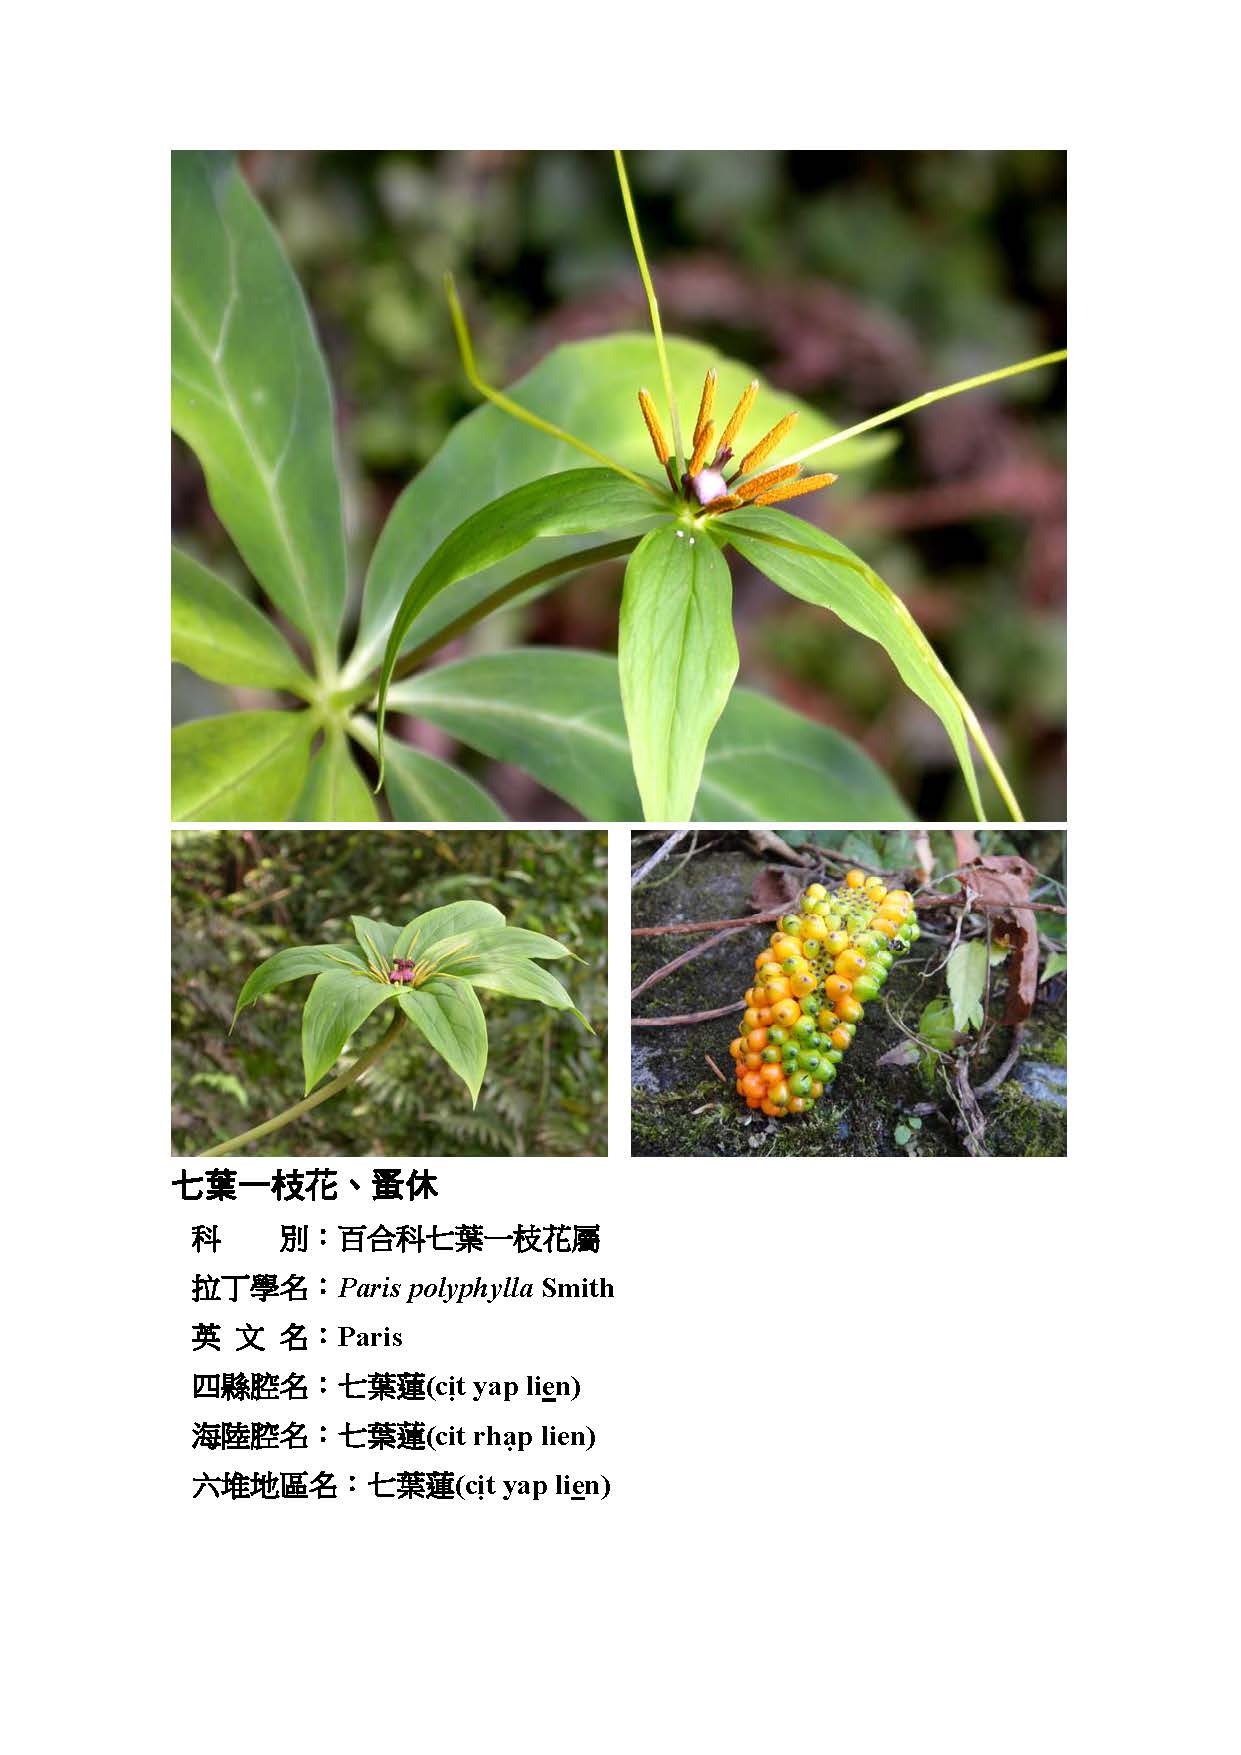 七葉一枝花、蚤休
科　　別：百合科七葉一枝花屬
拉丁學名：Paris polyphylla Smith
英 文 名：Paris
四縣腔名：七葉蓮(cịt yap lie̲n)
海陸腔名：七葉蓮(cit rhạp lien)
六堆地區名：七葉蓮(cịt yap lie̲n)